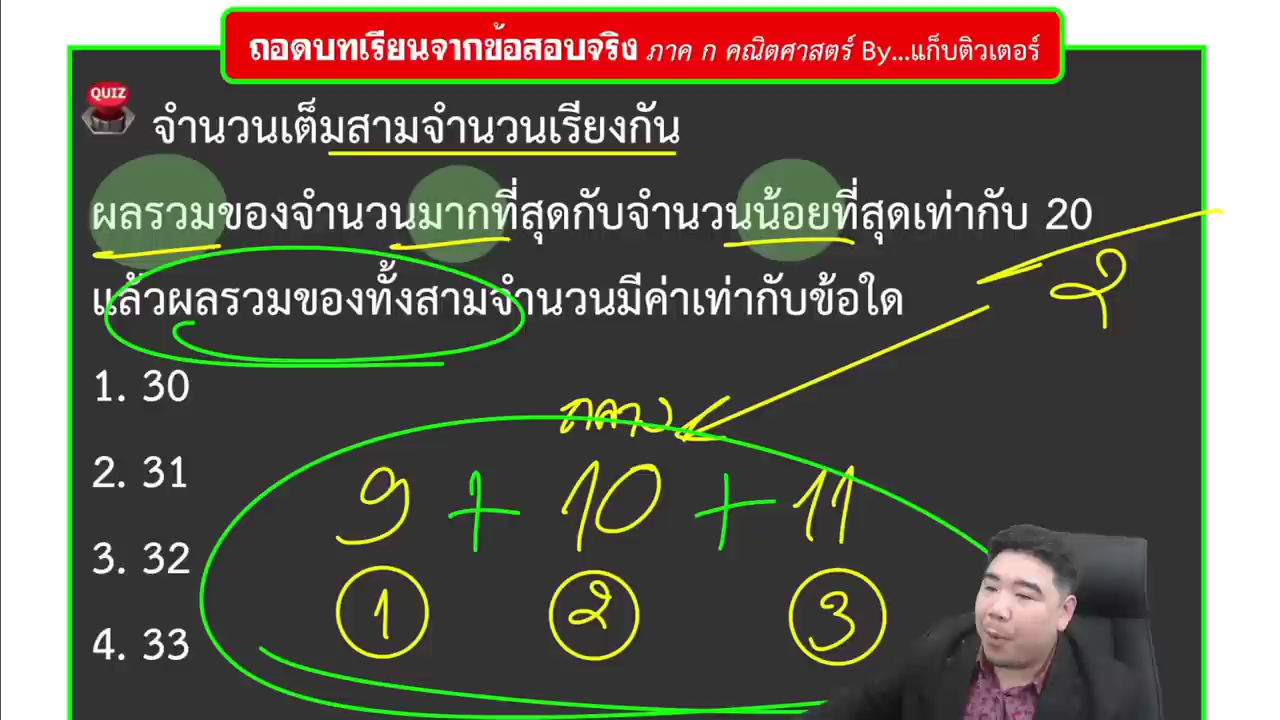 ถอดบทเรียนจากข้อสอบจริง ภาค ก คณิตศาสตร์ By...แก็บติวเตอร์
QUIZ
จำนวนเต็มสามจำนวนเรียงกัน
ผลรวมของจำนวนมากที่สุดกับจำนวนน้อยที่สุดเท่ากับ 20
2
แล้วผลรวมของทั้งสามจำนวนมีค่าเท่ากับข้อใด
1. 30
กลาง
2. 31
9 + 10 + 11
3. 32
1 2 3
4. 33